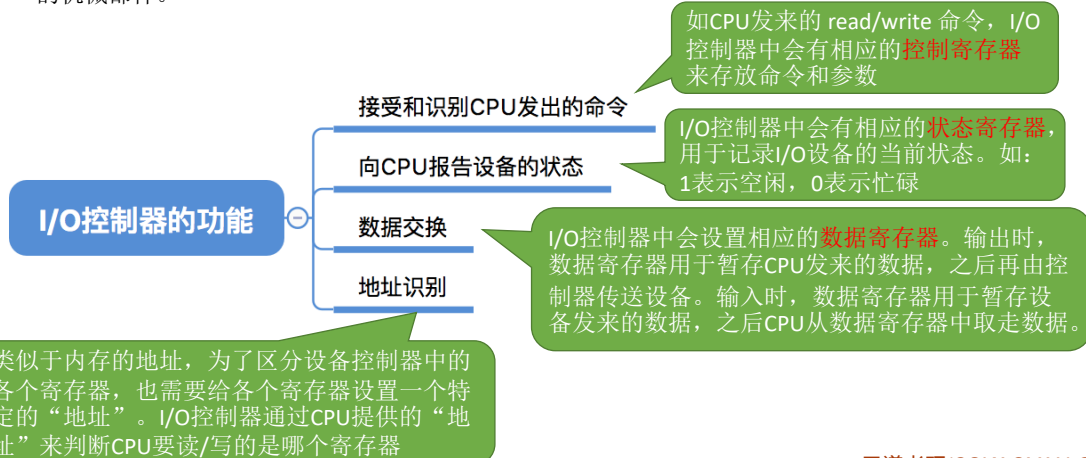 如CPU发来的 read/write 命令，I/O
控制器中会有相应的控制寄存器
来存放命令和参数
接受和识别CPU发出的命令
I/O控制器中会有相应的状态寄存器，
用于记录I/O设备的当前状态。如：
1表示空闲，0表示忙碌
向CPU报告设备的状态
I/O控制器的功能
数据交换
I/O控制器中会设置相应的数据寄存器。输出时，
数据寄存器用于暂存CPU发来的数据，之后再由控
制器传送设备。输入时，数据寄存器用于暂存设
备发来的数据，之后CPU从数据寄存器中取走数据。
地址识别
类似于内存的地址，为了区分设备控制器中的
各个寄存器，也需要给各个寄存器设置一个特
定的“地址”。I/O控制器通过CPU提供的“地
址”来判断CPU要读/写的是哪个寄存器